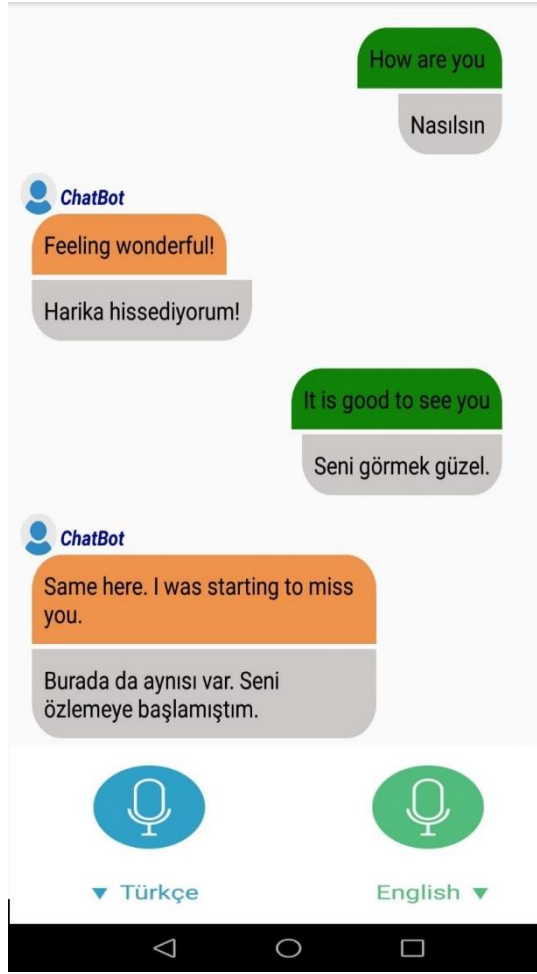 How are you
Nasılsın
ChatBot
Feeling wonderful!
Harika hissediyorum!
It is good to see you
Seni görmek güzel.
ChatBot
Same here. I was starting to miss
you.
Burada da aynısı var. Seni
özlemeye başlamıştım.
▼ Türkçe
English ▼